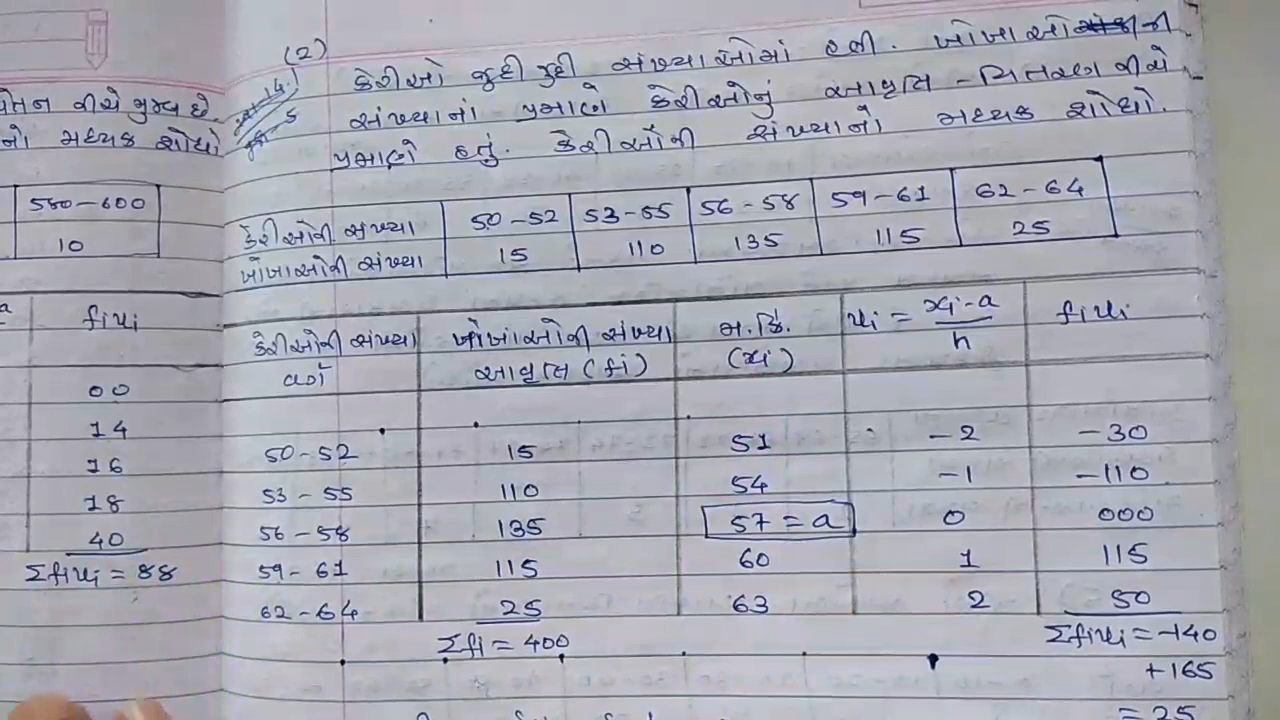 (2)
કેરીઓ જુદી જુદી સંખ્યાઓમાં હતી. ખોખાઓની
સંખ્યાનાં પ્રમાણે કેરીઓનું આવૃત્તિ - વિતરણ નીચે
પ્રમાણે હતું. કેરીઓની સંખ્યાનો મધ્યક શોધો.
નીચે મુજબ છે.
નો મધ્યક શોધો
580-600
10
કેરીઓની સંખ્યા 50-52 53-55 56-58 59-61 62-64
ખોખાઓની સંખ્યા 15 110 135 115 25
fiui
00
14
16
18
40
Σfiui = 88
કેરીઓની સંખ્યા ખોખાઓની સંખ્યા મ.કિં. ui = xi-a / h fiui
વર્ગ આવૃત્તિ (fi) (xi)
50-52 15 51 -2 -30
53-55 110 54 -1 -110
56-58 135 57 = a 0 000
59-61 115 60 1 115
62-64 25 63 2 50
Σfi = 400 Σfiui = -140
+165
= 25